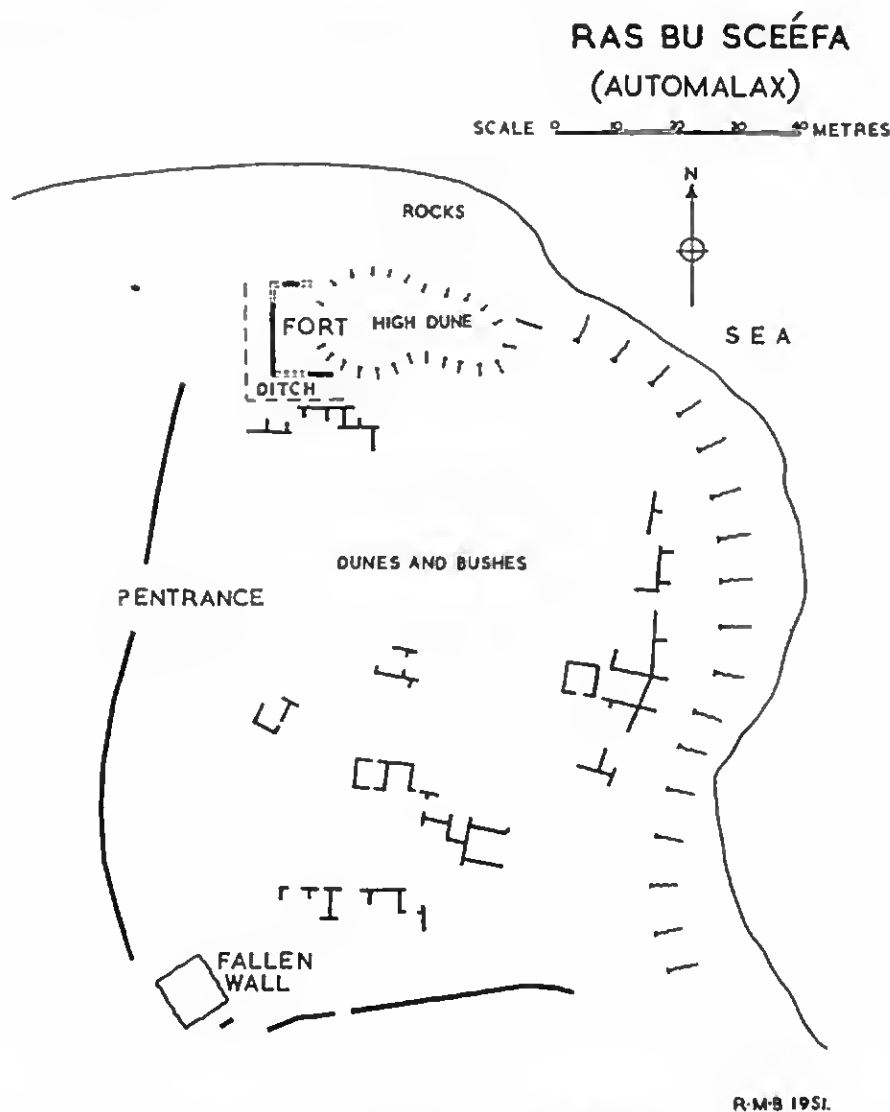 RAS BU SCEÉFA
(AUTOMALAX)
SCALE 0 10 20 30 40 METRES
N
ROCKS
SEA
FORT HIGH DUNE
DITCH
DUNES AND BUSHES
?ENTRANCE
FALLEN
WALL
R·M·B 1951.